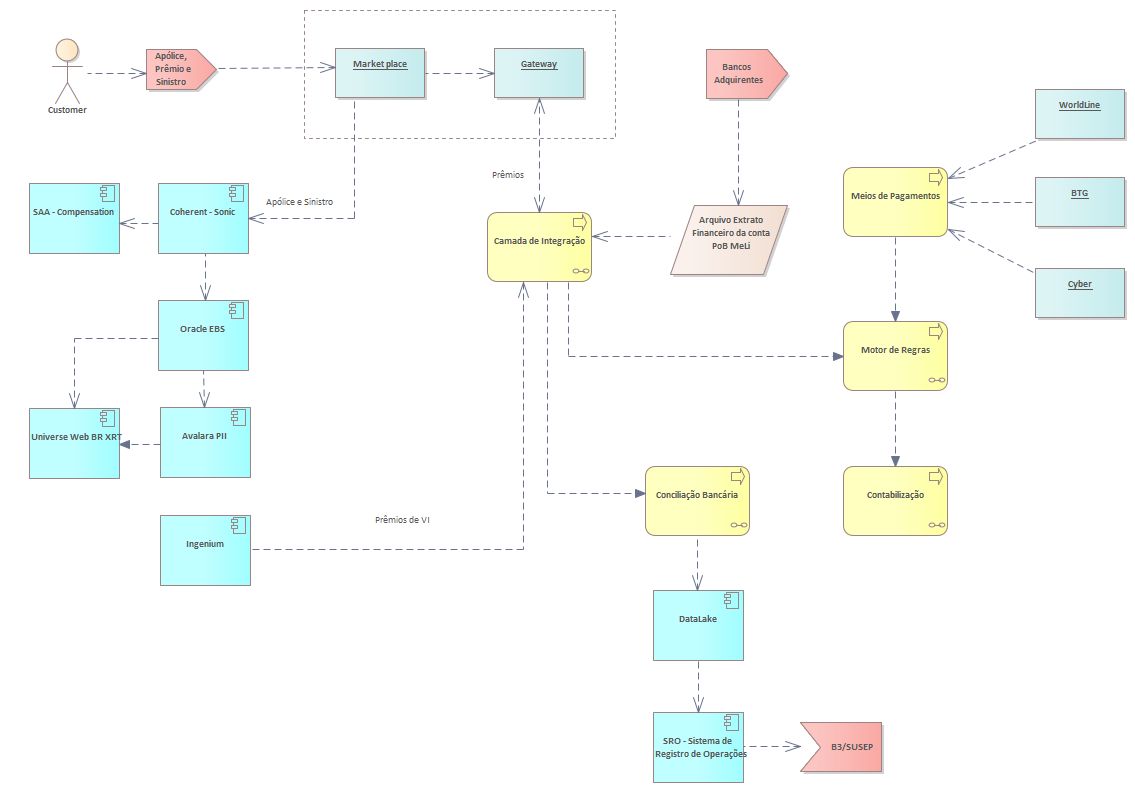 Customer
Apólice,
Prêmio e
Sinistro
Market place
Gateway
Bancos
Adquirentes
WorldLine
BTG
Cyber
Prêmios
Apólice e Sinistro
SAA - Compensation
Coherent - Sonic
Camada de Integração
Arquivo Extrato
Financeiro da conta
PoB MeLi
Meios de Pagamentos
Oracle EBS
Motor de Regras
Universe Web BR XRT
Avalara PII
Conciliação Bancária
Contabilização
Prêmios de VI
Ingenium
DataLake
SRO - Sistema de
Registro de Operações
B3/SUSEP